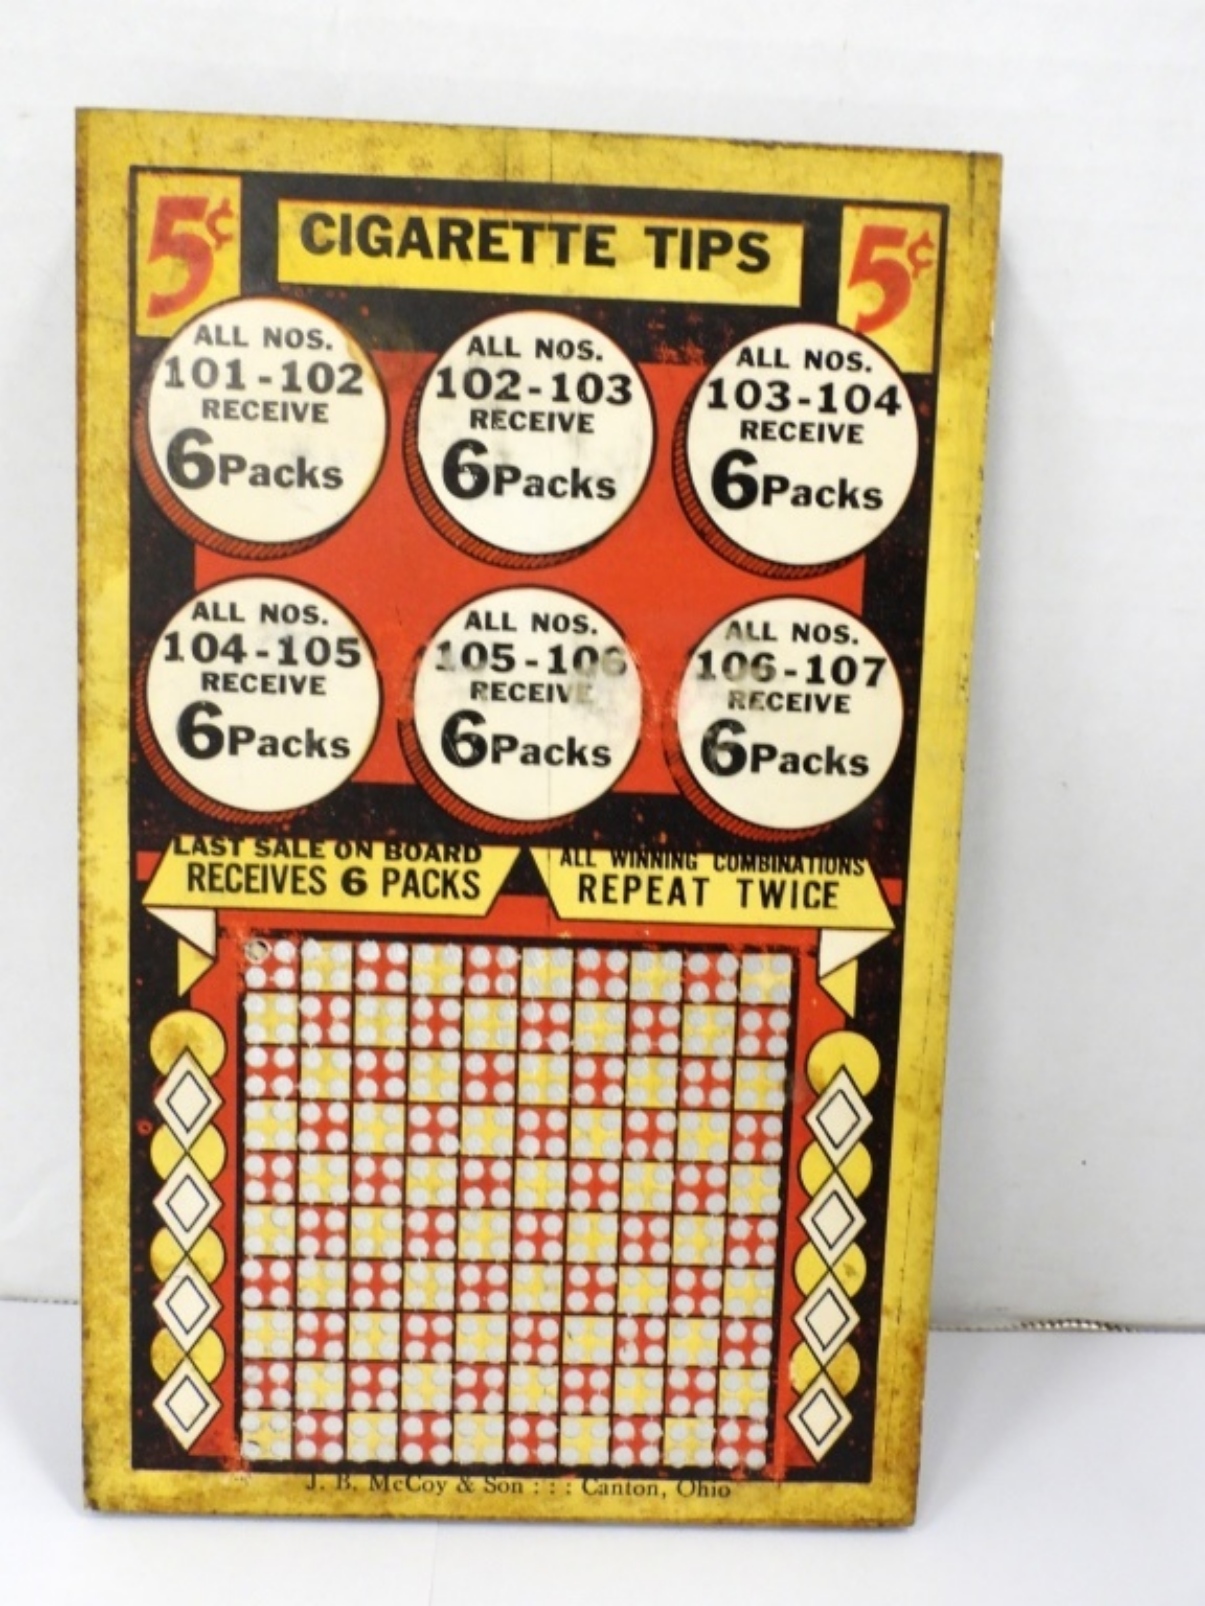 5¢ CIGARETTE TIPS 5¢
ALL NOS.
101-102
RECEIVE
6 Packs
ALL NOS.
102-103
RECEIVE
6 Packs
ALL NOS.
103-104
RECEIVE
6 Packs
ALL NOS.
104-105
RECEIVE
6 Packs
ALL NOS.
105-106
RECEIVE
6 Packs
ALL NOS.
106-107
RECEIVE
6 Packs
LAST SALE ON BOARD
RECEIVES 6 PACKS
ALL WINNING COMBINATIONS
REPEAT TWICE
J. B. McCoy & Son : : : Canton, Ohio